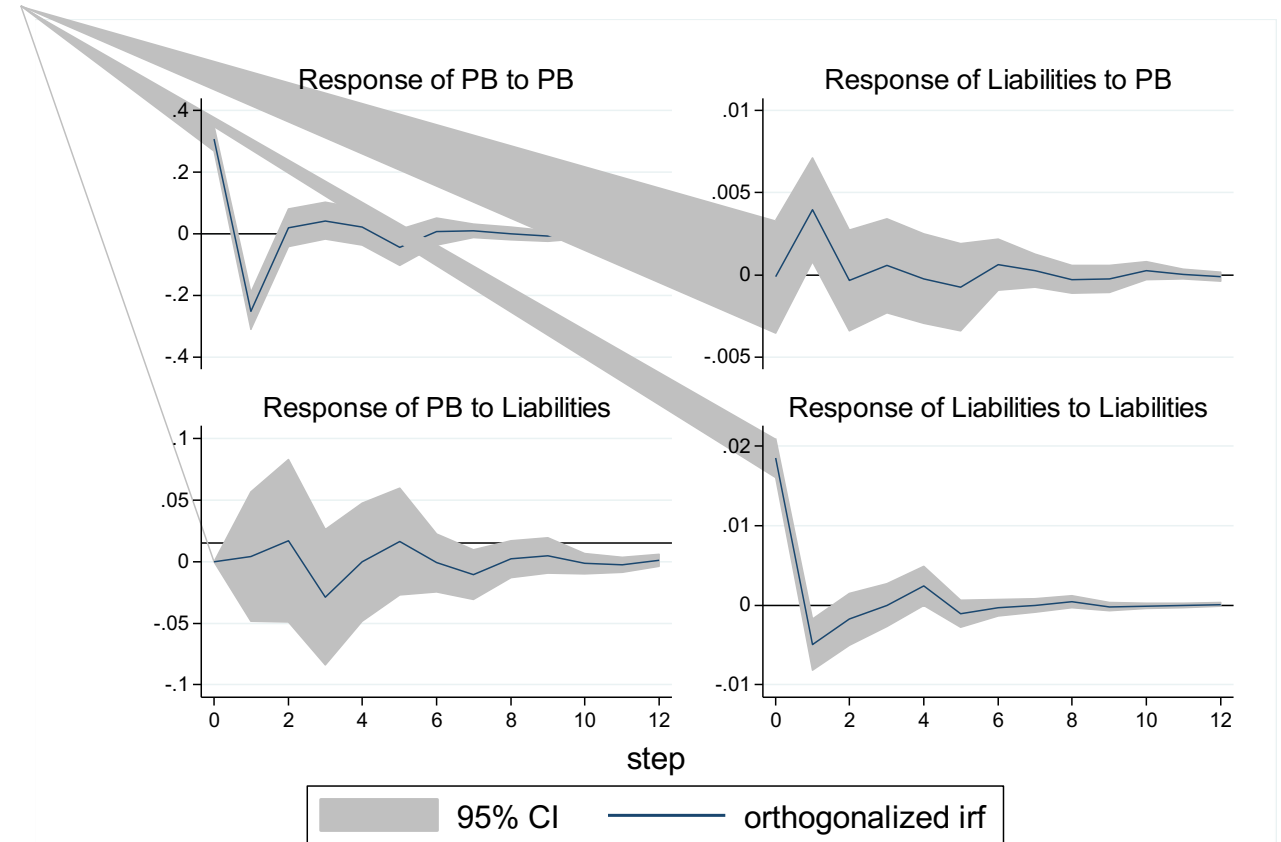 Response of PB to PB
.4
.2
0
-.2
-.4
Response of Liabilities to PB
.01
.005
0
-.005
Response of PB to Liabilities
.1
.05
0
-.05
-.1
0 2 4 6 8 10 12
Response of Liabilities to Liabilities
.02
.01
0
-.01
0 2 4 6 8 10 12
step
95% CI orthogonalized irf